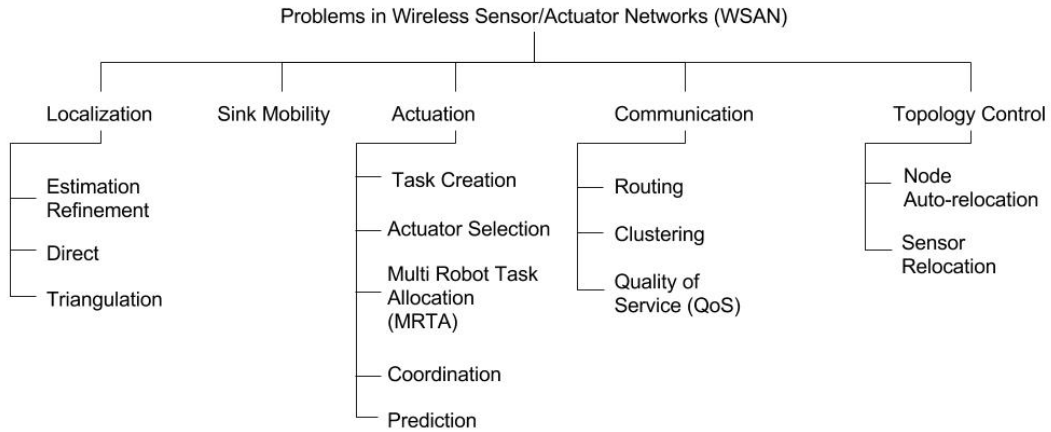 Problems in Wireless Sensor/Actuator Networks (WSAN)
Localization
Estimation
Refinement
Direct
Triangulation
Sink Mobility
Actuation
Task Creation
Actuator Selection
Multi Robot Task
Allocation
(MRTA)
Coordination
Prediction
Communication
Routing
Clustering
Quality of
Service (QoS)
Topology Control
Node
Auto-relocation
Sensor
Relocation